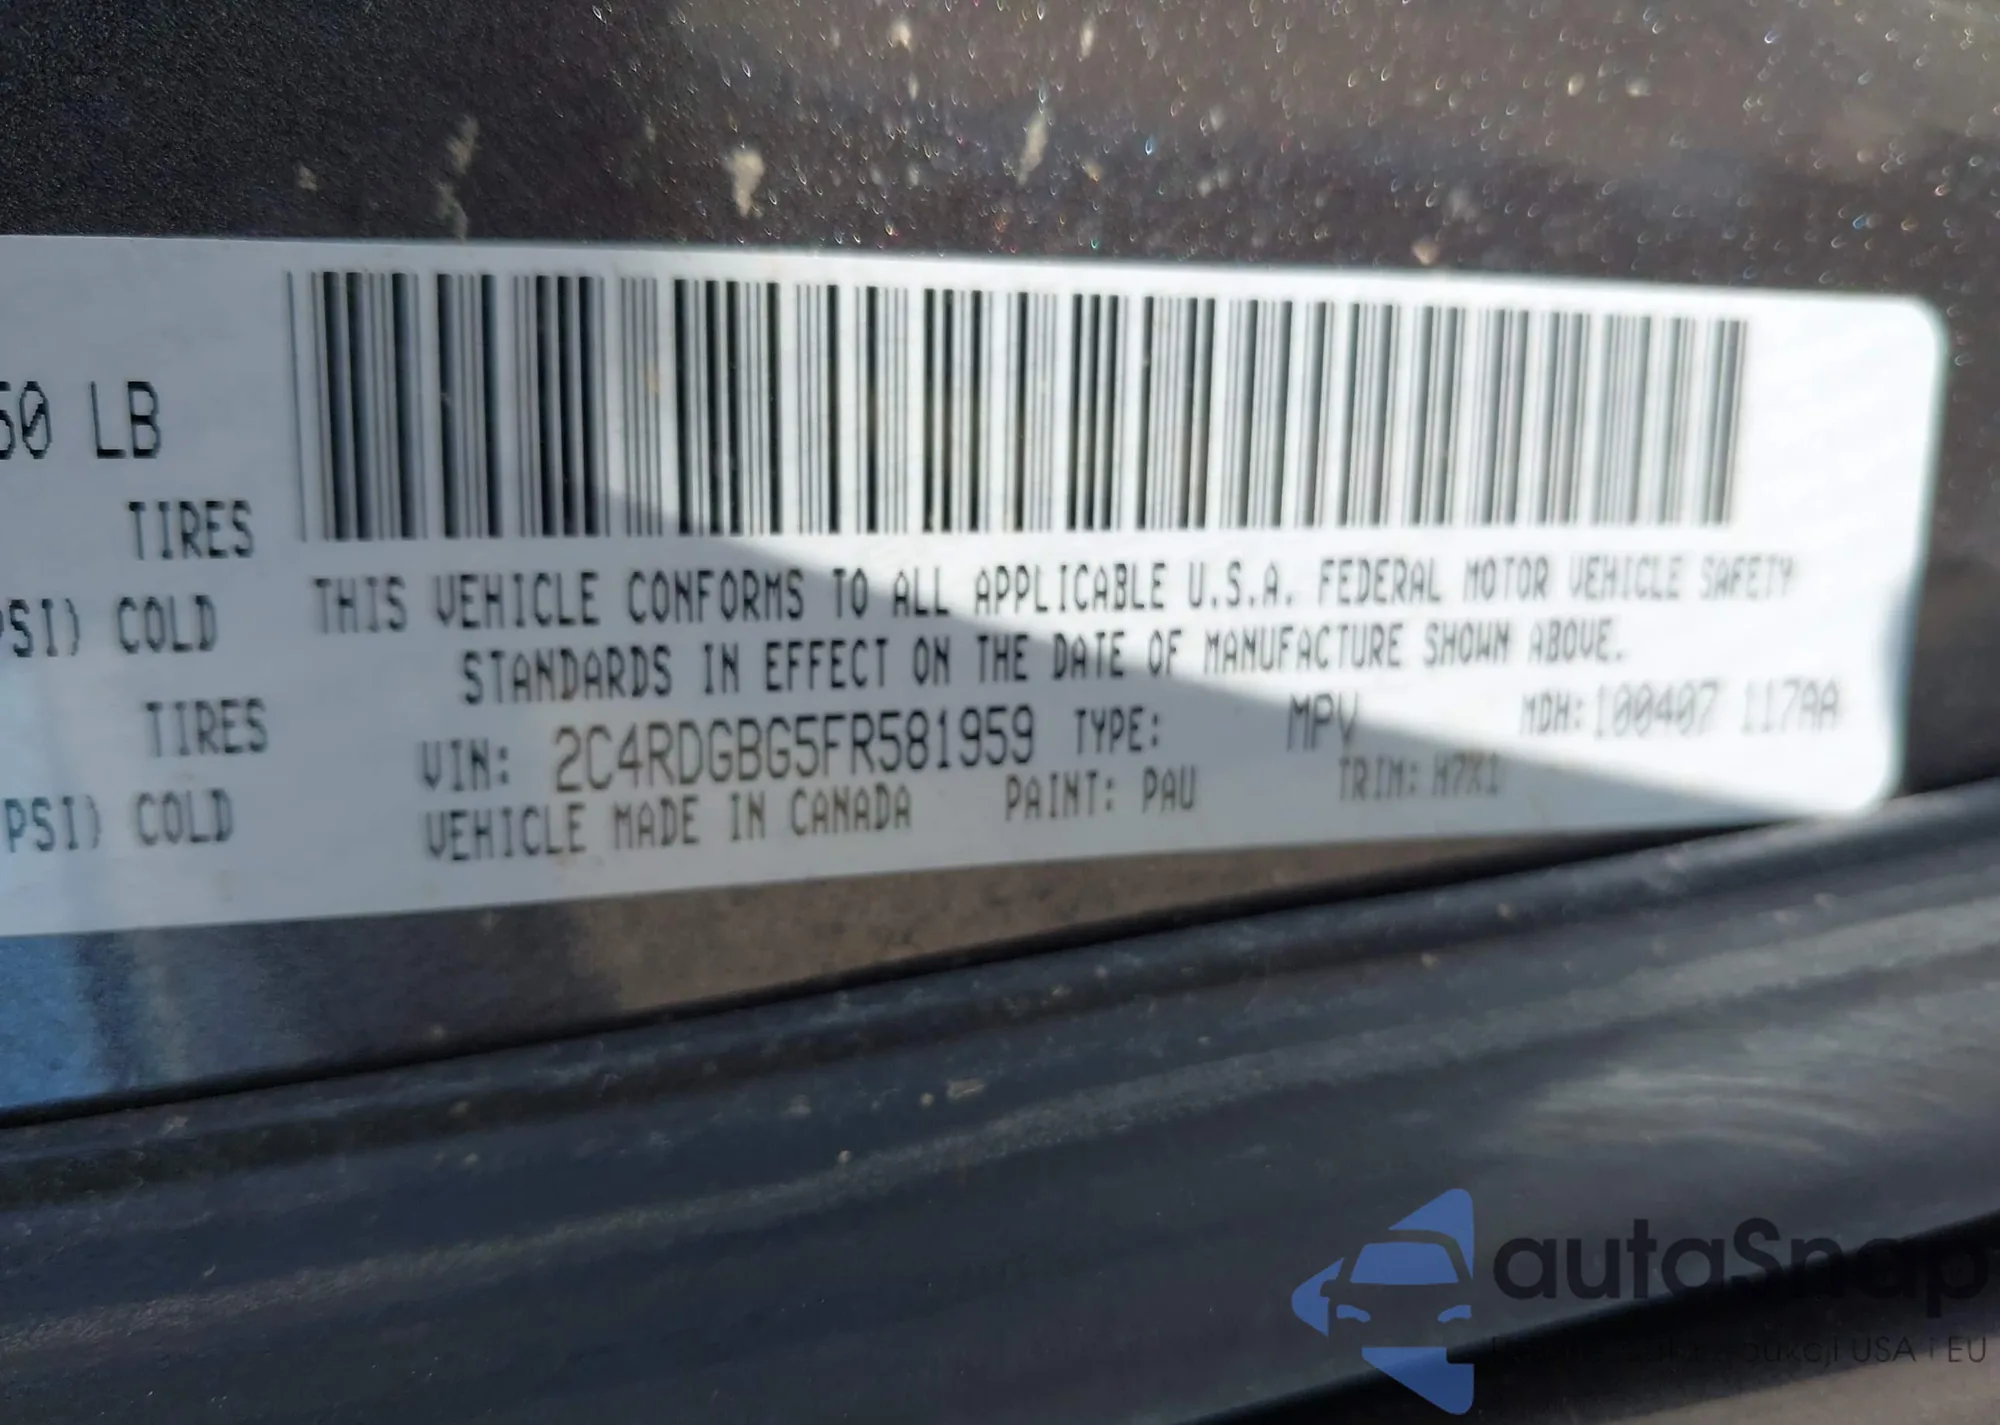 50 LB
TIRES
PSI) COLD
TIRES
PSI) COLD
THIS VEHICLE CONFORMS TO ALL APPLICABLE U.S.A. FEDERAL MOTOR VEHICLE SAFETY
STANDARDS IN EFFECT ON THE DATE OF MANUFACTURE SHOWN ABOVE.
VIN: 2C4RDGBG5FR581959 TYPE: MPV MDH: 100407 117AA
VEHICLE MADE IN CANADA PAINT: PAU TRIM: H7X1
autaSnap
USA i EU